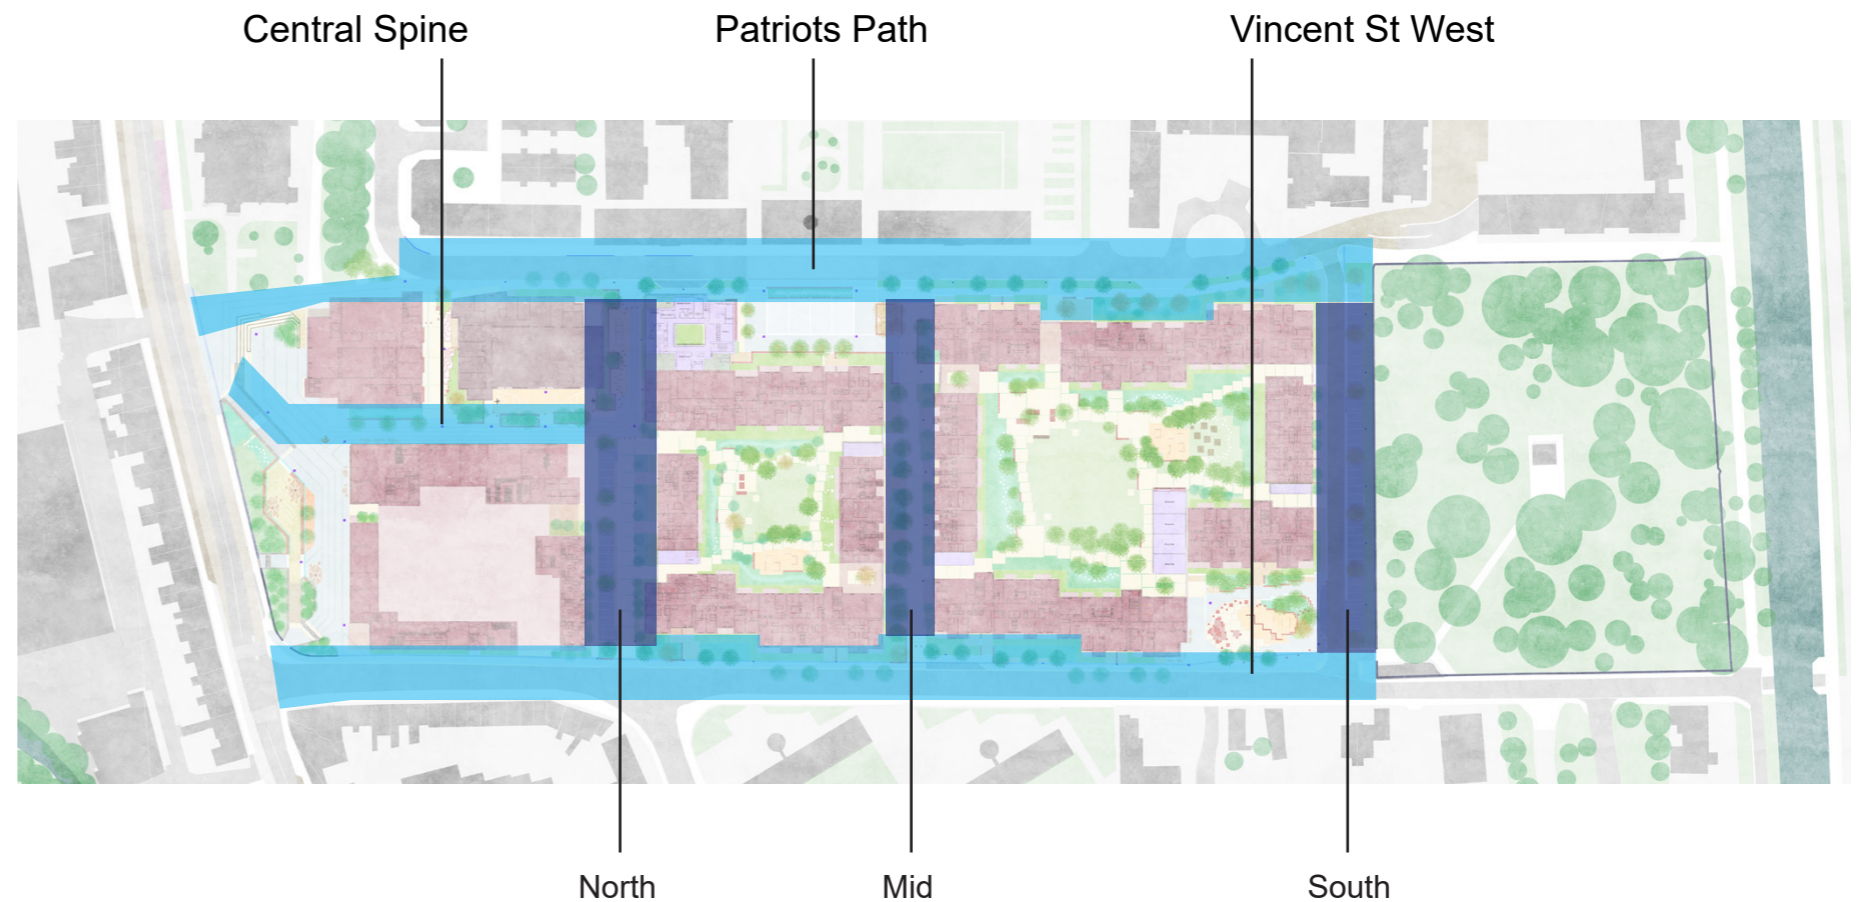 Central Spine
Patriots Path
Vincent St West
North
Mid
South